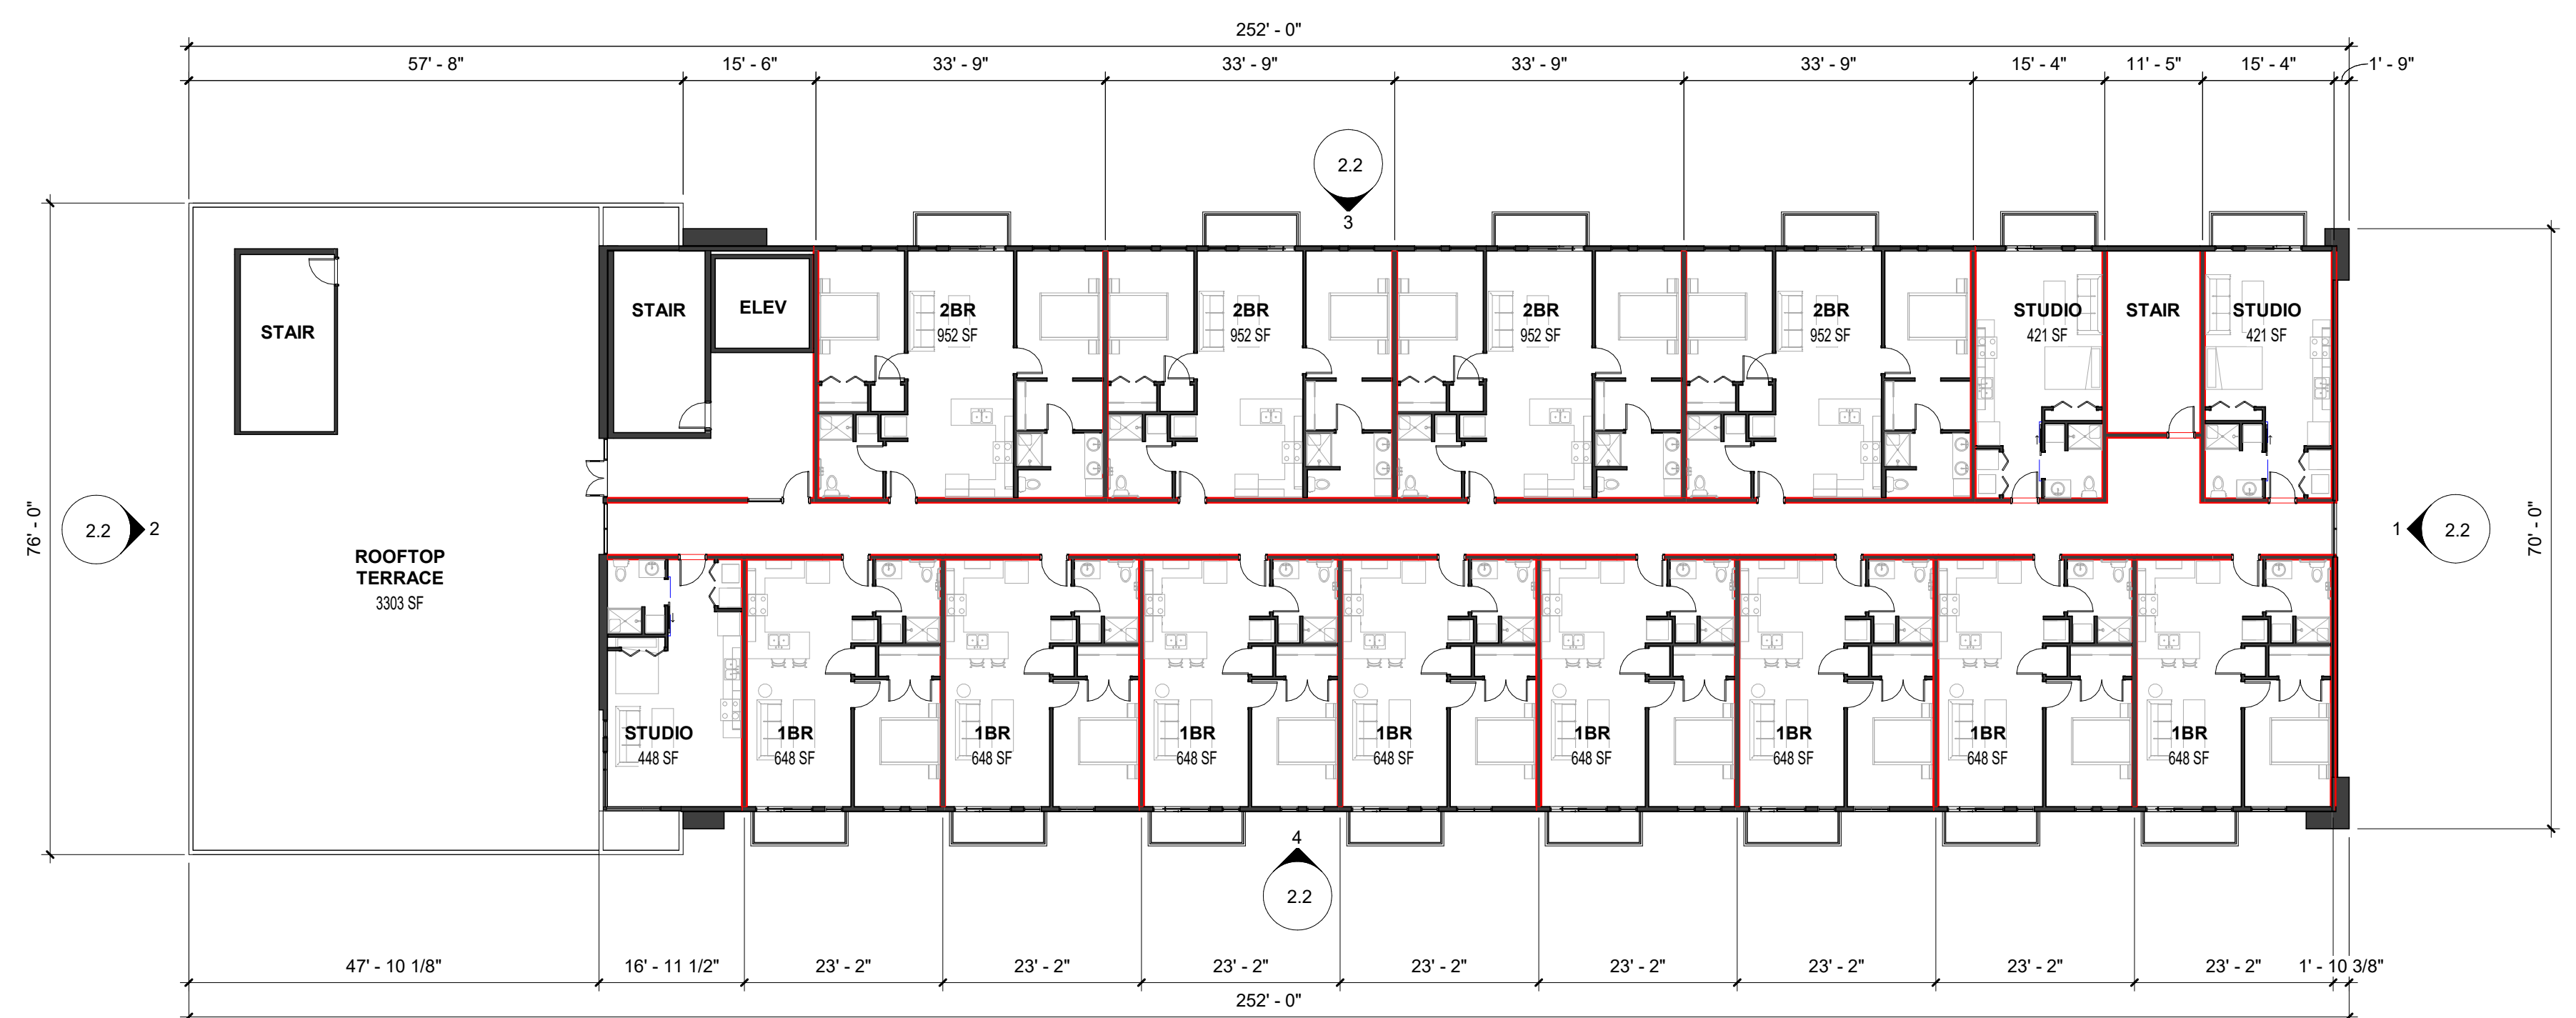 252' - 0"
57' - 8" 15' - 6" 33' - 9" 33' - 9" 33' - 9" 33' - 9" 15' - 4" 11' - 5" 15' - 4" 1' - 9"
2.2
3
STAIR
STAIR
ELEV
2BR
952 SF
2BR
952 SF
2BR
952 SF
2BR
952 SF
STUDIO
421 SF
STAIR
STUDIO
421 SF
76' - 0"
2.2 2
ROOFTOP
TERRACE
3303 SF
1 2.2
70' - 0"
STUDIO
448 SF
1BR
648 SF
1BR
648 SF
1BR
648 SF
1BR
648 SF
1BR
648 SF
1BR
648 SF
1BR
648 SF
1BR
648 SF
4
2.2
47' - 10 1/8" 16' - 11 1/2" 23' - 2" 23' - 2" 23' - 2" 23' - 2" 23' - 2" 23' - 2" 23' - 2" 23' - 2" 1' - 10 3/8"
252' - 0"